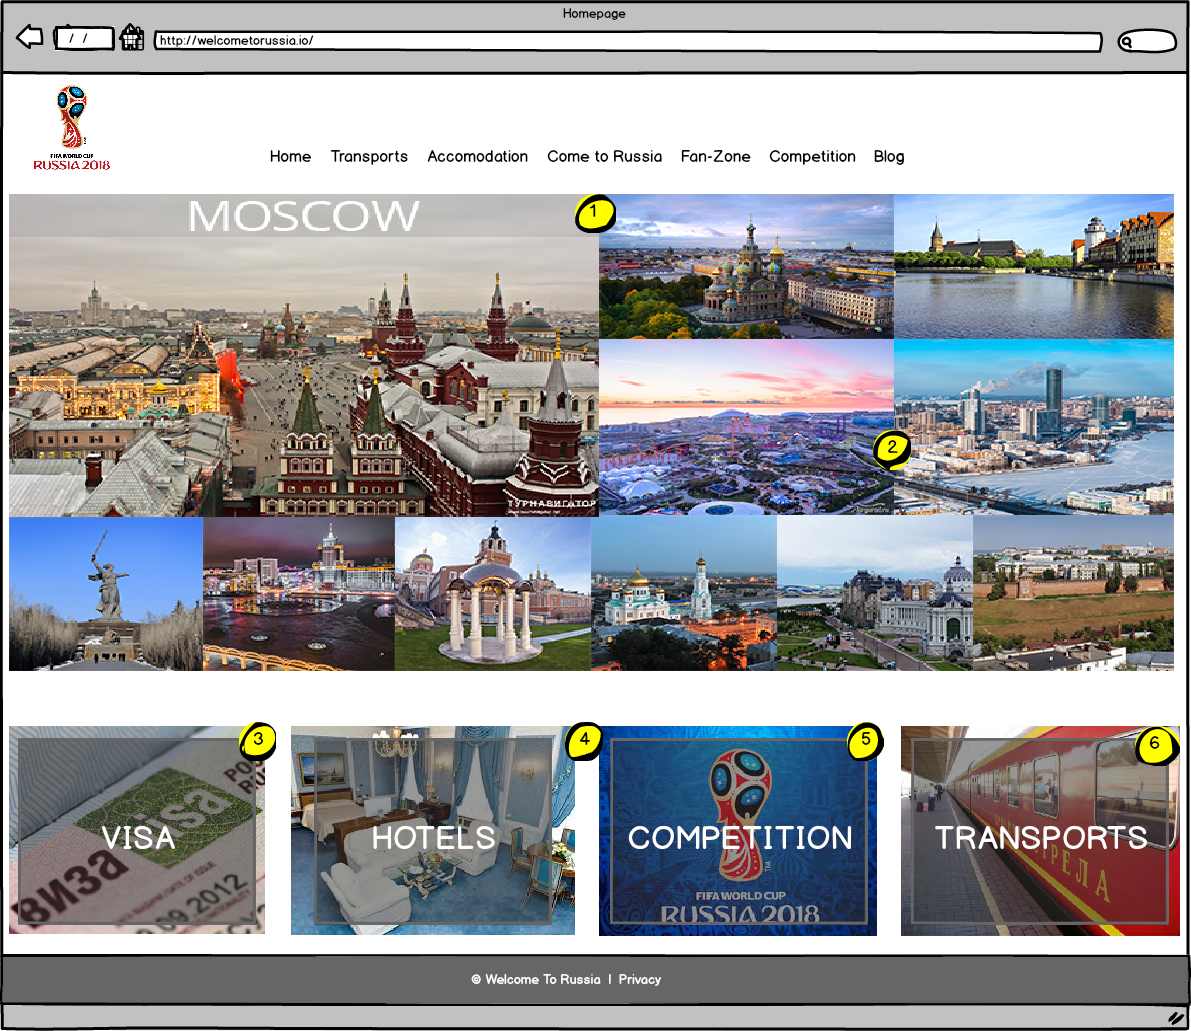 Homepage
http://welcometorussia.io/
FIFA WORLD CUP
RUSSIA 2018
Home Transports Accomodation Come to Russia Fan-Zone Competition Blog
MOSCOW
1
2
ТУРНАВИГАТОР
3
4
5
6
VISA
HOTELS
COMPETITION
TRANSPORTS
visa
ВИЗА
09.2012
FIFA WORLD CUP
RUSSIA 2018
© Welcome To Russia | Privacy